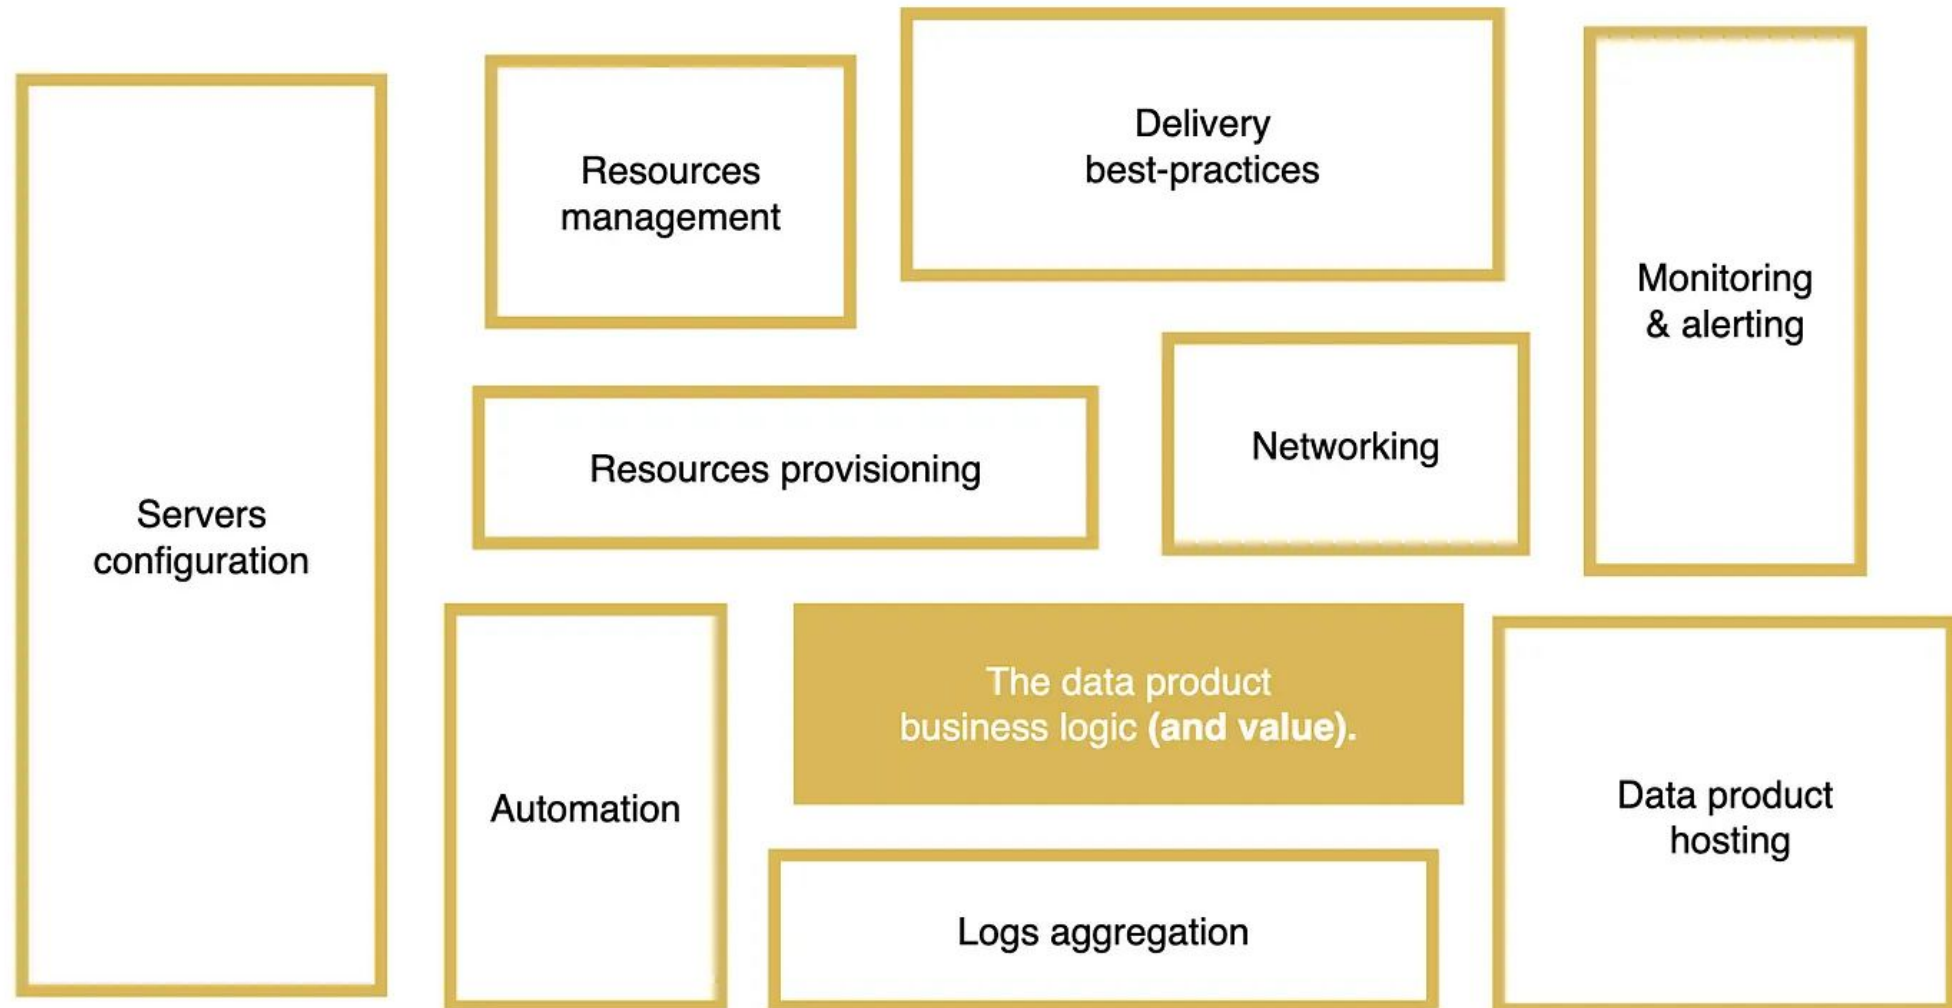 Delivery
best-practices
Resources
management
Monitoring
& alerting
Networking
Resources provisioning
Servers
configuration
The data product
business logic (and value).
Automation
Data product
hosting
Logs aggregation